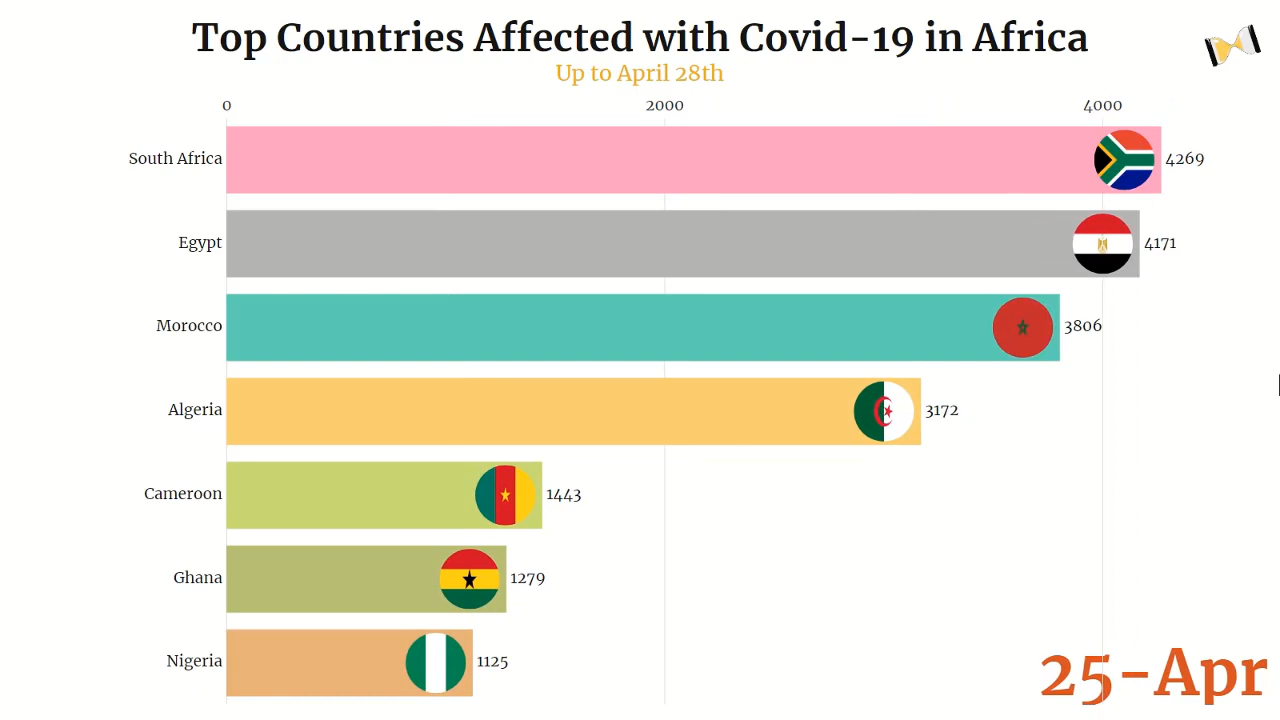 Top Countries Affected with Covid-19 in Africa
Up to April 28th
0 2000 4000
South Africa 4269
Egypt 4171
Morocco 3806
Algeria 3172
Cameroon 1443
Ghana 1279
Nigeria 1125
25-Apr